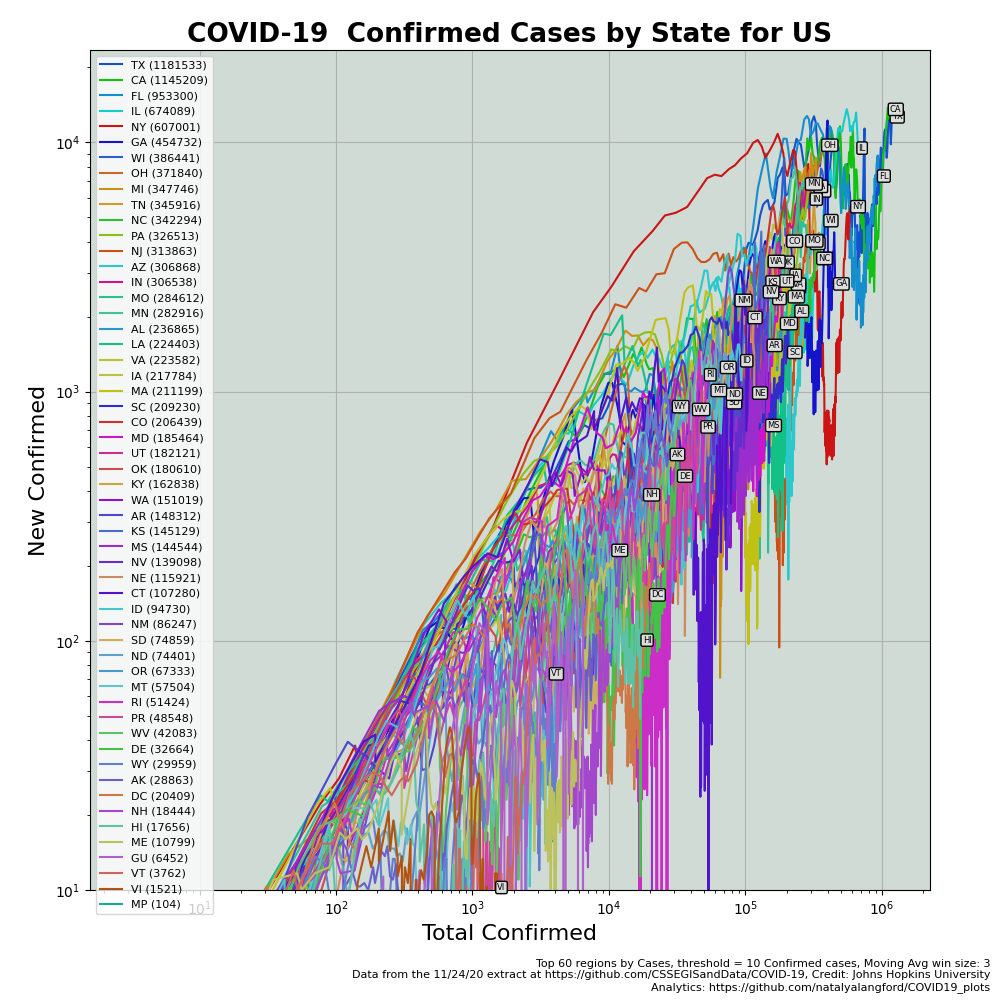 COVID-19  Confirmed Cases by State for US
TX (1181533)
CA (1145209)
FL (953300)
IL (674089)
NY (607001)
GA (454732)
WI (386441)
OH (371840)
MI (347746)
TN (345916)
NC (342294)
PA (326513)
NJ (313863)
AZ (306868)
IN (306538)
MO (284612)
MN (282916)
AL (236865)
LA (224403)
VA (223582)
IA (217784)
MA (211199)
SC (209230)
CO (206439)
MD (185464)
UT (182121)
OK (180610)
KY (162838)
WA (151019)
AR (148312)
KS (145129)
MS (144544)
NV (139098)
NE (115921)
CT (107280)
ID (94730)
NM (86247)
SD (74859)
ND (74401)
OR (67333)
MT (57504)
RI (51424)
PR (48548)
WV (42083)
DE (32664)
WY (29959)
AK (28863)
DC (20409)
NH (18444)
HI (17656)
ME (10799)
GU (6452)
VT (3762)
VI (1521)
MP (104)
New Confirmed
10⁴
10³
10²
10¹
CA
TX
OH
IL
FL
MN
IN
NY
WI
CO
MO
NC
WA
GA
KS
UT
NV
MA
NM
AL
CT
MD
AR
SC
ID
OR
RI
MT
ND
SD
NE
WY
WV
PR
MS
AK
DE
NH
ME
DC
HI
VT
VI
10¹
10²
10³
10⁴
10⁵
10⁶
Total Confirmed
Top 60 regions by Cases, threshold = 10 Confirmed cases, Moving Avg win size: 3
Data from the 11/24/20 extract at https://github.com/CSSEGISandData/COVID-19, Credit: Johns Hopkins University
Analytics: https://github.com/natalyalangford/COVID19_plots